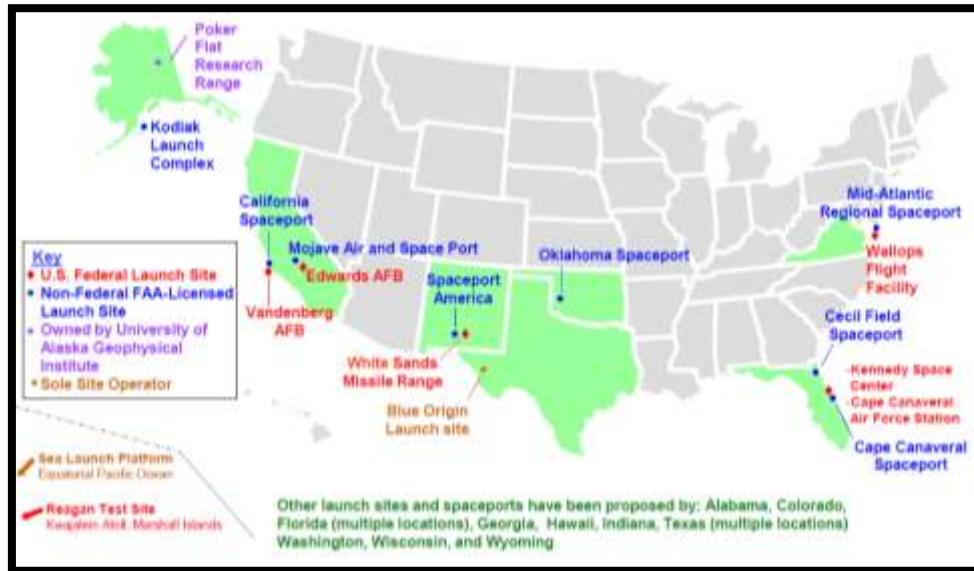 Poker
Flat
Research
Range
Kodiak
Launch
Complex
California
Spaceport
Mojave Air and Space Port
Edwards AFB
Vandenberg
AFB
Spaceport
America
White Sands
Missile Range
Blue Origin
Launch site
Oklahoma Spaceport
Mid-Atlantic
Regional Spaceport
Wallops
Flight
Facility
Cecil Field
Spaceport
-Kennedy Space
Center
-Cape Canaveral
Air Force Station
Cape Canaveral
Spaceport
Key
U.S. Federal Launch Site
Non-Federal FAA-Licensed
Launch Site
Owned by University of
Alaska Geophysical
Institute
Sole Site Operator
Sea Launch Platform
Equatorial Pacific Ocean
Reagan Test Site
Atoll, Marshall Islands
Other launch sites and spaceports have been proposed by: Alabama, Colorado,
Florida (multiple locations), Georgia, Hawaii, Indiana, Texas (multiple locations)
Washington, Wisconsin, and Wyoming